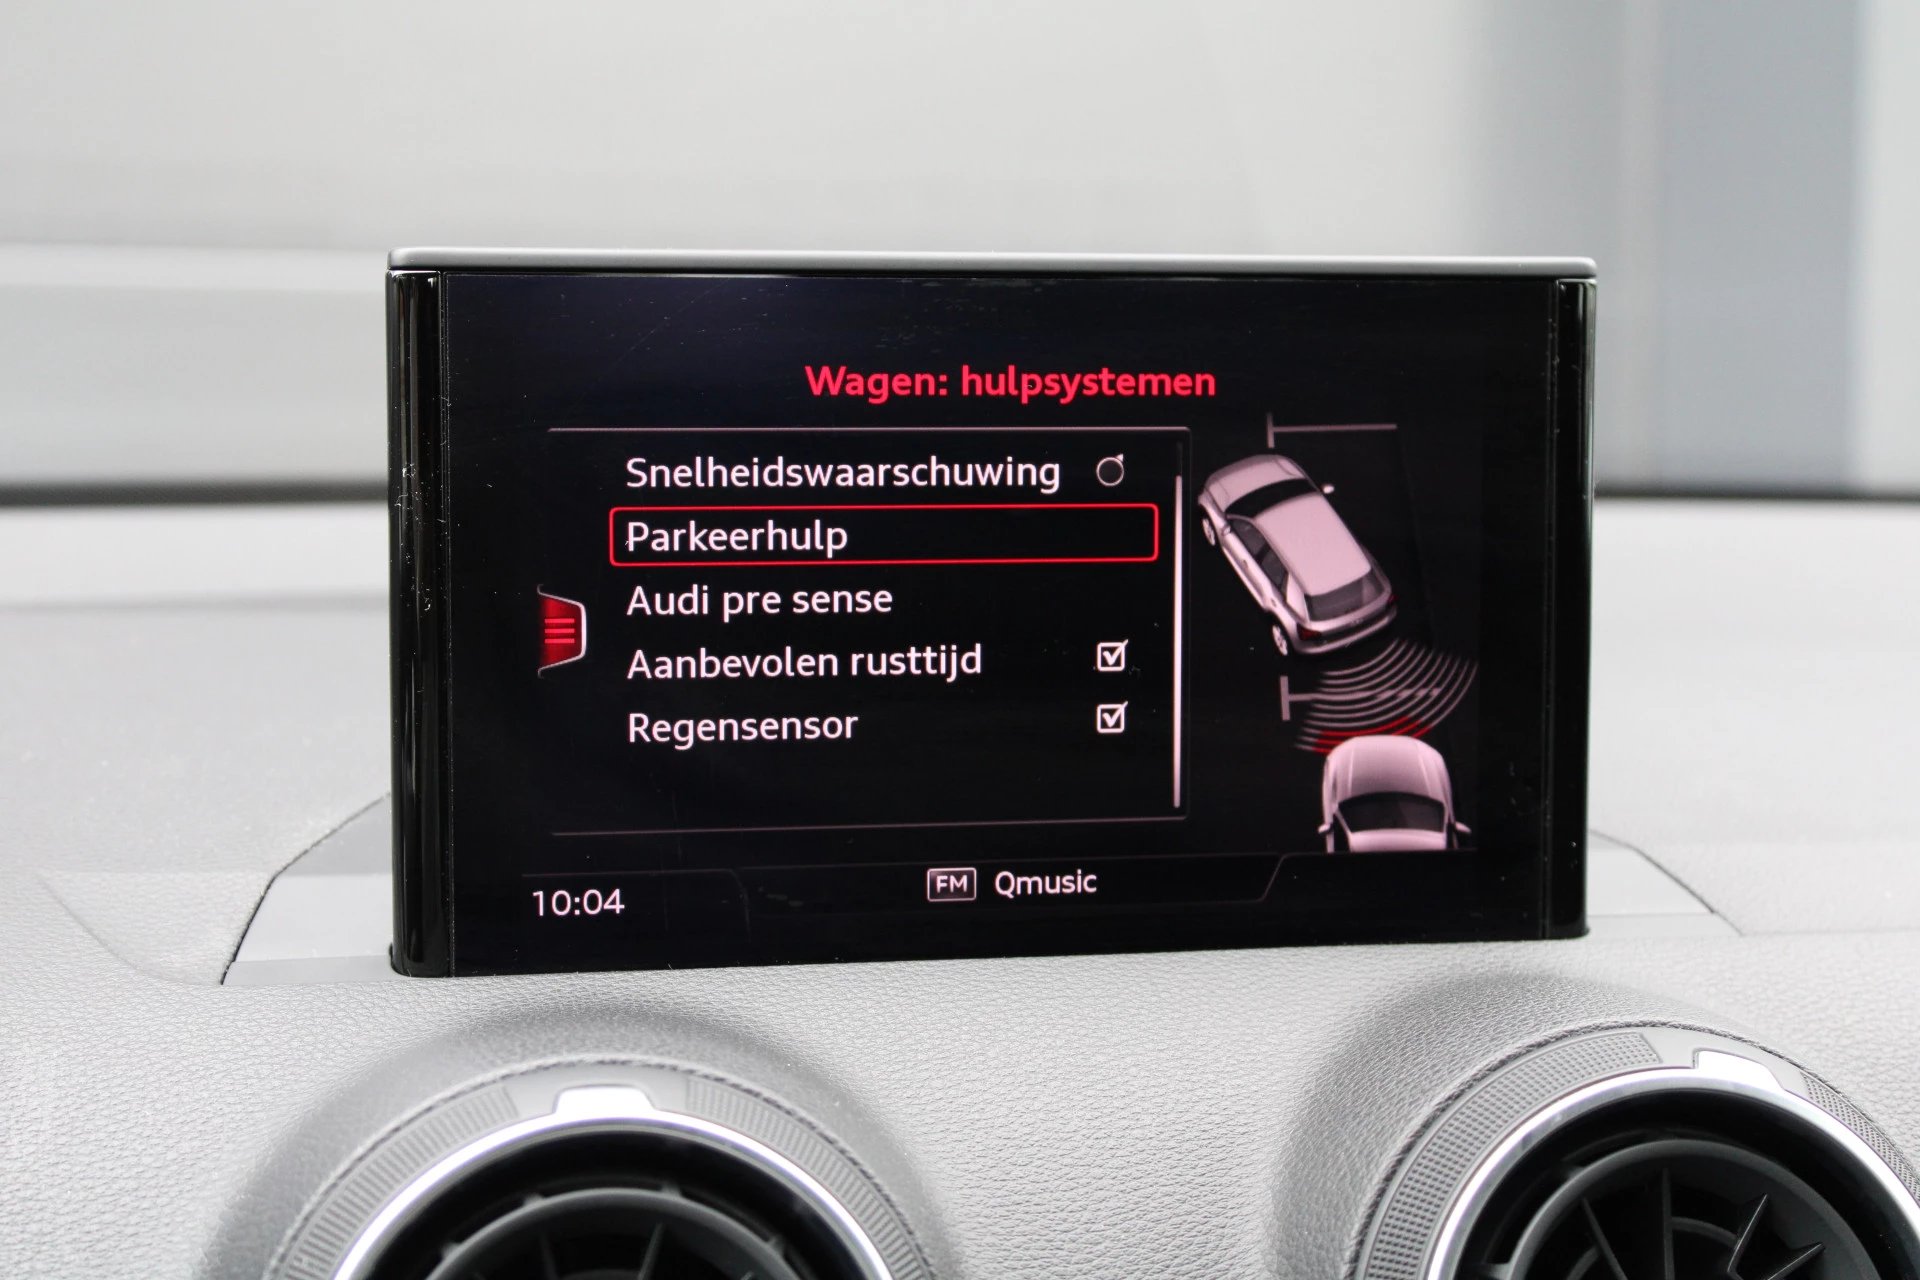 Wagen: hulpsystemen
Snelheidswaarschuwing
Parkeerhulp
Audi pre sense
Aanbevolen rusttijd
Regensensor
10:04
FM Qmusic